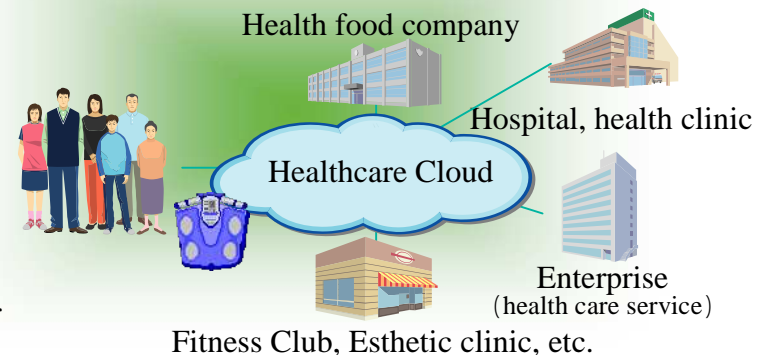 Health food company
Hospital, health clinic
Healthcare Cloud
Enterprise
(health care service)
.
Fitness Club, Esthetic clinic, etc.